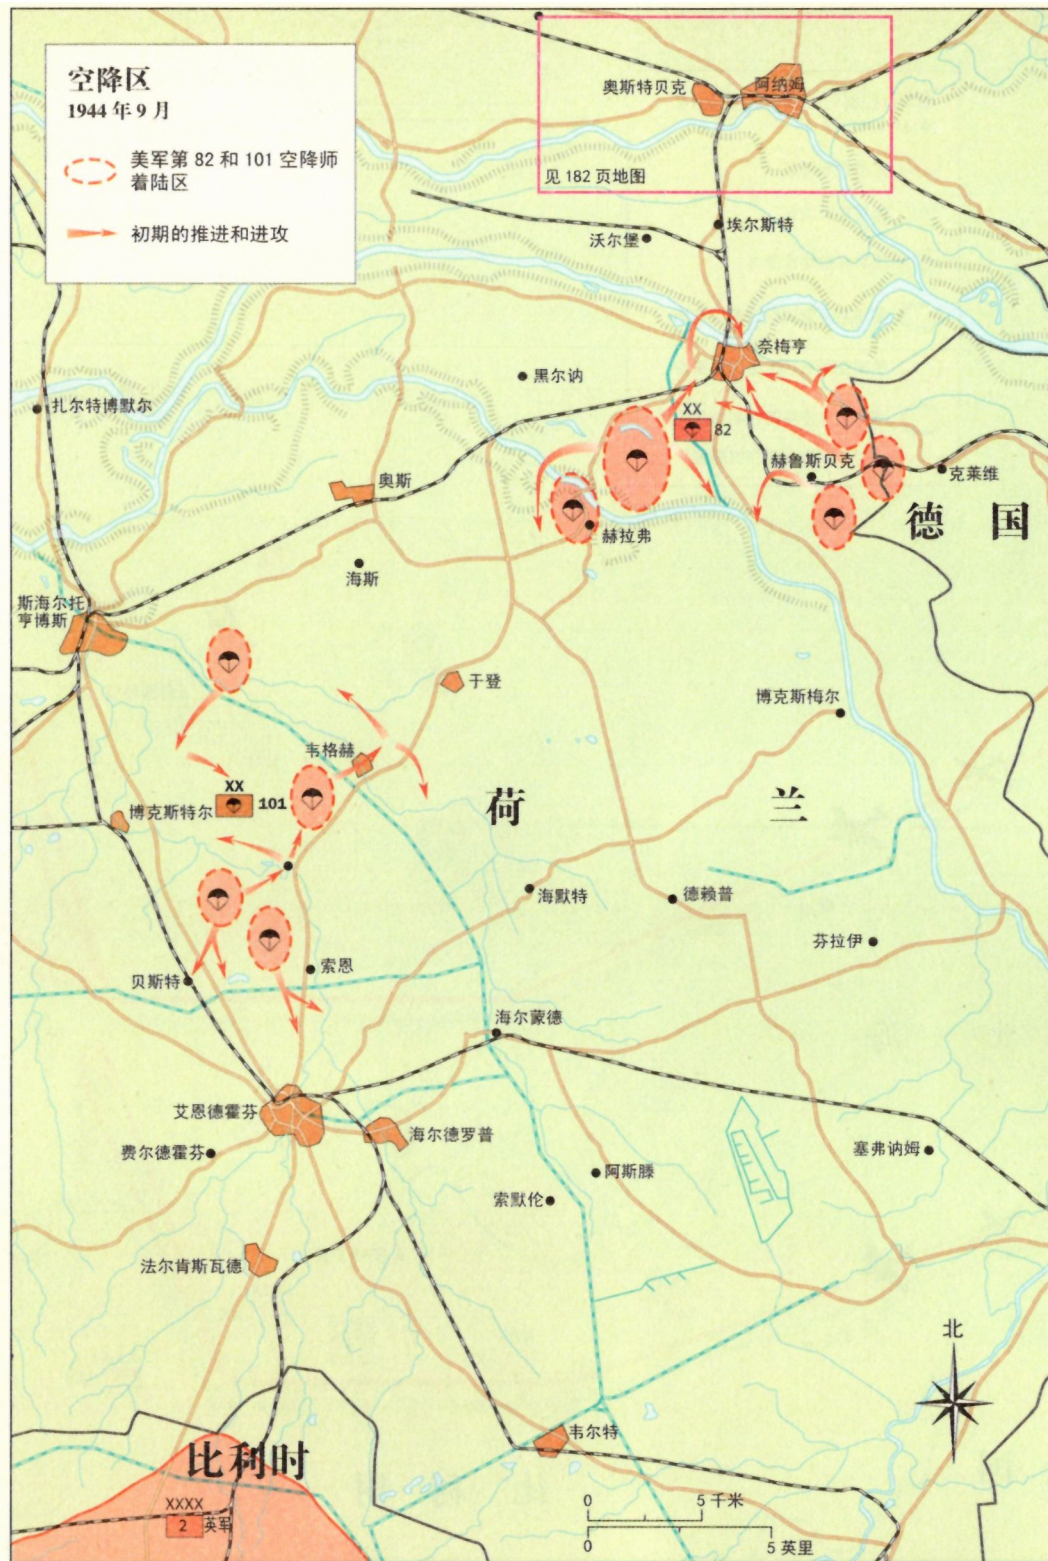 空降区
1944 年 9 月
美军第 82 和 101 空降师
着陆区
初期的推进和进攻
奥斯特贝克
阿纳姆
见 182 页地图
沃尔堡
埃尔斯特
奈梅亨
黑尔讷
扎尔特博默尔
XX
82
赫鲁斯贝克
克莱维
奥斯
赫拉弗
德 国
海斯
斯海尔托
亨博斯
于登
博克斯梅尔
韦格赫
XX
101
博克斯特尔
荷 兰
海默特
德赖普
芬拉伊
贝斯特
索恩
海尔蒙德
艾恩德霍芬
海尔德罗普
费尔德霍芬
阿斯滕
塞弗讷姆
索默伦
法尔肯斯瓦德
北
韦尔特
比利时
XXXX
2 英军
0 5 千米
0 5 英里